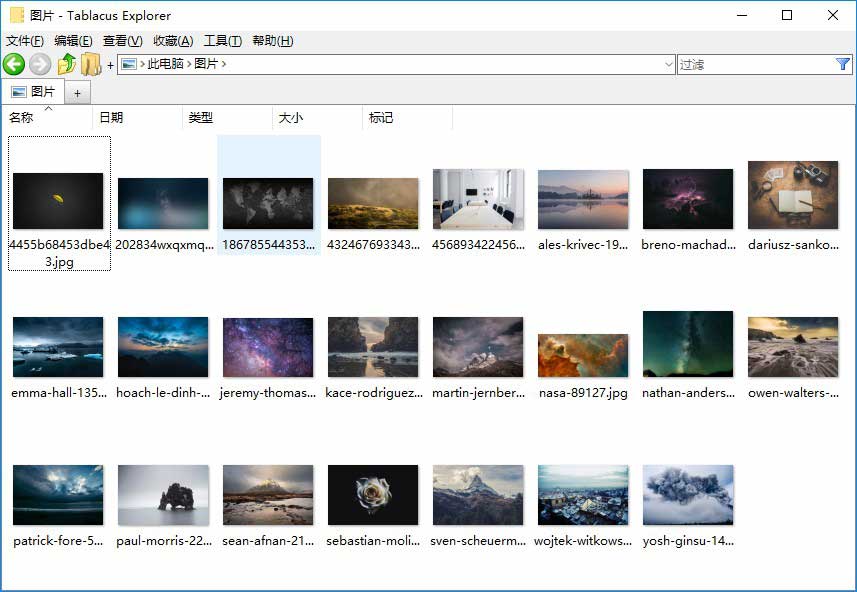 图片 - Tablacus Explorer
文件(F) 编辑(E) 查看(V) 收藏(A) 工具(T) 帮助(H)
+ 此电脑 图片 过滤
图片 +
名称 日期 类型 大小 标记
4455b68453dbe4 202834wxqxmq... 186785544353... 432467693343... 456893422456... ales-krivec-19... breno-machad... dariusz-sanko...
3.jpg
emma-hall-135... hoach-le-dinh-... jeremy-thomas... kace-rodriguez... martin-jernber... nasa-89127.jpg nathan-anders... owen-walters-...
patrick-fore-5... paul-morris-22... sean-afnan-21... sebastian-moli... sven-scheuerm... wojtek-witkows... yosh-ginsu-14...